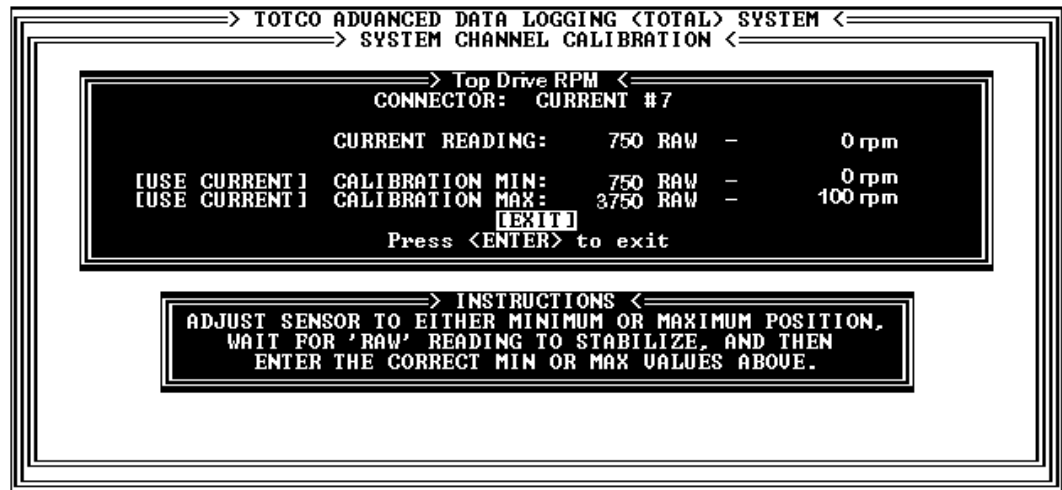 => TOTCO ADVANCED DATA LOGGING <TOTAL> SYSTEM <=
=> SYSTEM CHANNEL CALIBRATION <=
=> Top Drive RPM <=
CONNECTOR: CURRENT #7
CURRENT READING: 750 RAW - 0 rpm
[USE CURRENT] CALIBRATION MIN: 750 RAW - 0 rpm
[USE CURRENT] CALIBRATION MAX: 3750 RAW - 100 rpm
[EXIT]
Press <ENTER> to exit
=> INSTRUCTIONS <=
ADJUST SENSOR TO EITHER MINIMUM OR MAXIMUM POSITION,
WAIT FOR 'RAW' READING TO STABILIZE, AND THEN
ENTER THE CORRECT MIN OR MAX VALUES ABOVE.